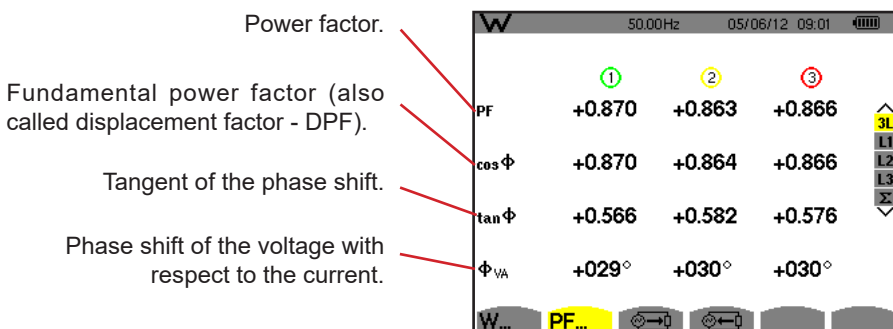 Power factor.
Fundamental power factor (also
called displacement factor - DPF).
Tangent of the phase shift.
Phase shift of the voltage with
respect to the current.
W 50.00Hz 05/06/12 09:01
1 2 3
PF +0.870 +0.863 +0.866
cosΦ +0.870 +0.864 +0.866
tanΦ +0.566 +0.582 +0.576
ΦVA +029° +030° +030°
3L
L1
L2
L3
Σ
W... PF...